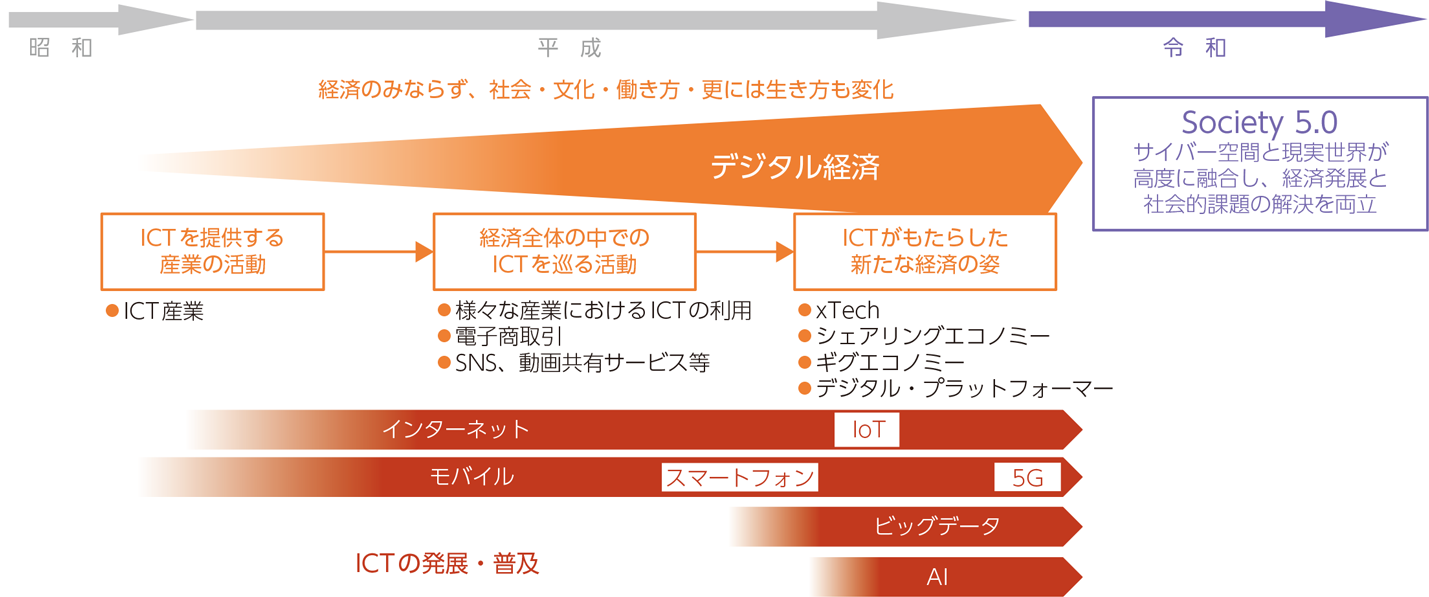 昭和
平成
令和
経済のみならず、社会・文化・働き方・更には生き方も変化
デジタル経済
Society 5.0
サイバー空間と現実世界が
高度に融合し、経済発展と
社会的課題の解決を両立
ICTを提供する
産業の活動
経済全体の中での
ICTを巡る活動
ICTがもたらした
新たな経済の姿
●ICT産業
●様々な産業におけるICTの利用
●電子商取引
●SNS、動画共有サービス等
●xTech
●シェアリングエコノミー
●ギグエコノミー
●デジタル・プラットフォーマー
インターネット
IoT
モバイル
スマートフォン
5G
ビッグデータ
ICTの発展・普及
AI